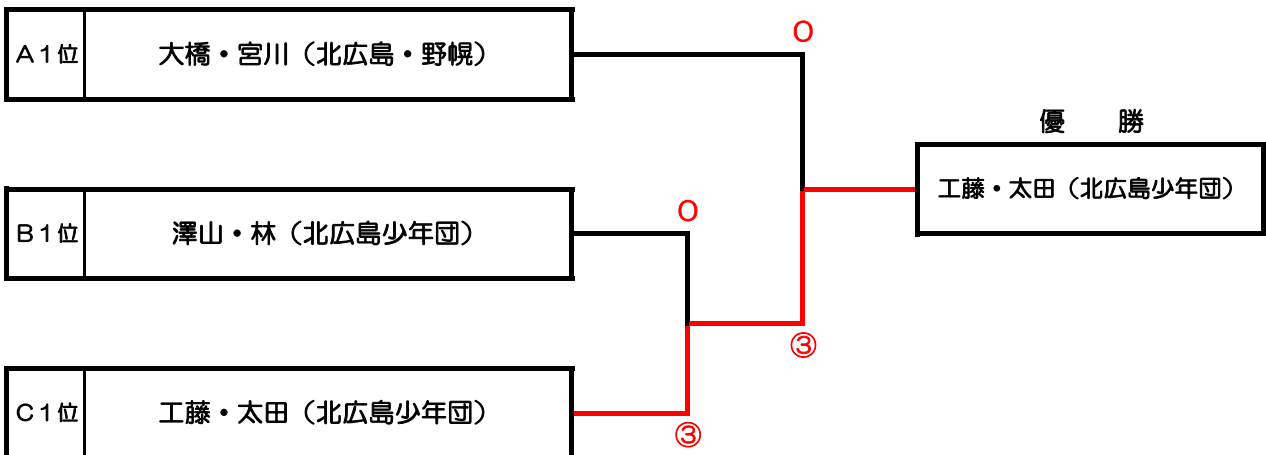 0
A1位 大橋・宮川（北広島・野幌）
優 勝
工藤・太田（北広島少年団）
0
B1位 澤山・林（北広島少年団）
③
C1位 工藤・太田（北広島少年団）
③